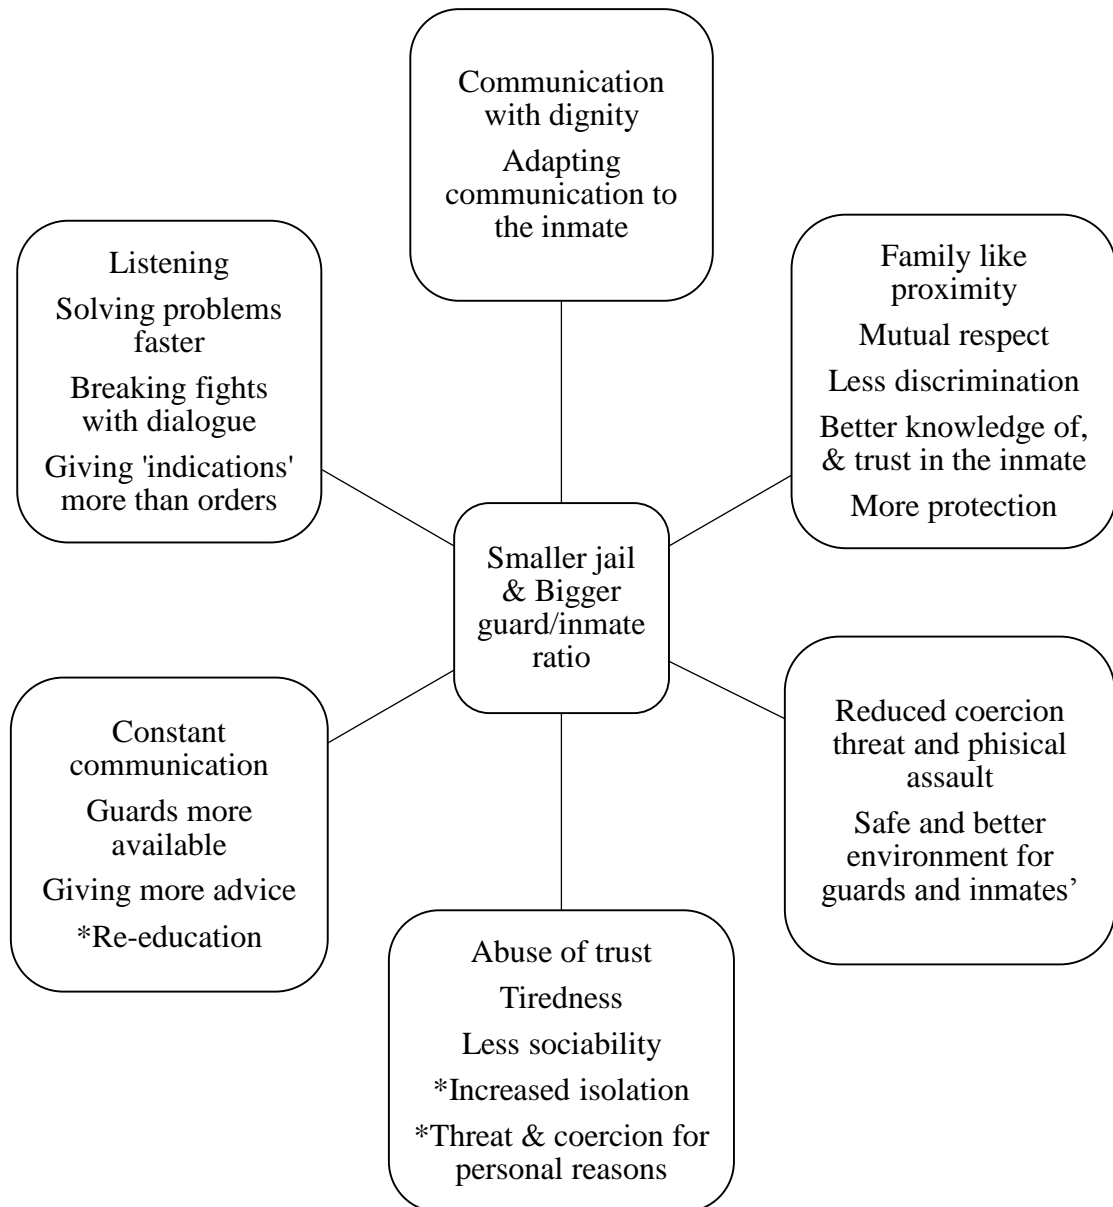 Communication
with dignity
Adapting
communication to
the inmate
Listening
Solving problems
faster
Breaking fights
with dialogue
Giving 'indications'
more than orders
Family like
proximity
Mutual respect
Less discrimination
Better knowledge of,
& trust in the inmate
More protection
Smaller jail
& Bigger
guard/inmate
ratio
Constant
communication
Guards more
available
Giving more advice
*Re-education
Reduced coercion
threat and phisical
assault
Safe and better
environment for
guards and inmates’
Abuse of trust
Tiredness
Less sociability
*Increased isolation
*Threat & coercion for
personal reasons